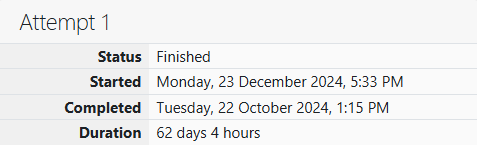 Attempt 1
Status Finished
Started Monday, 23 December 2024, 5:33 PM
Completed Tuesday, 22 October 2024, 1:15 PM
Duration 62 days 4 hours